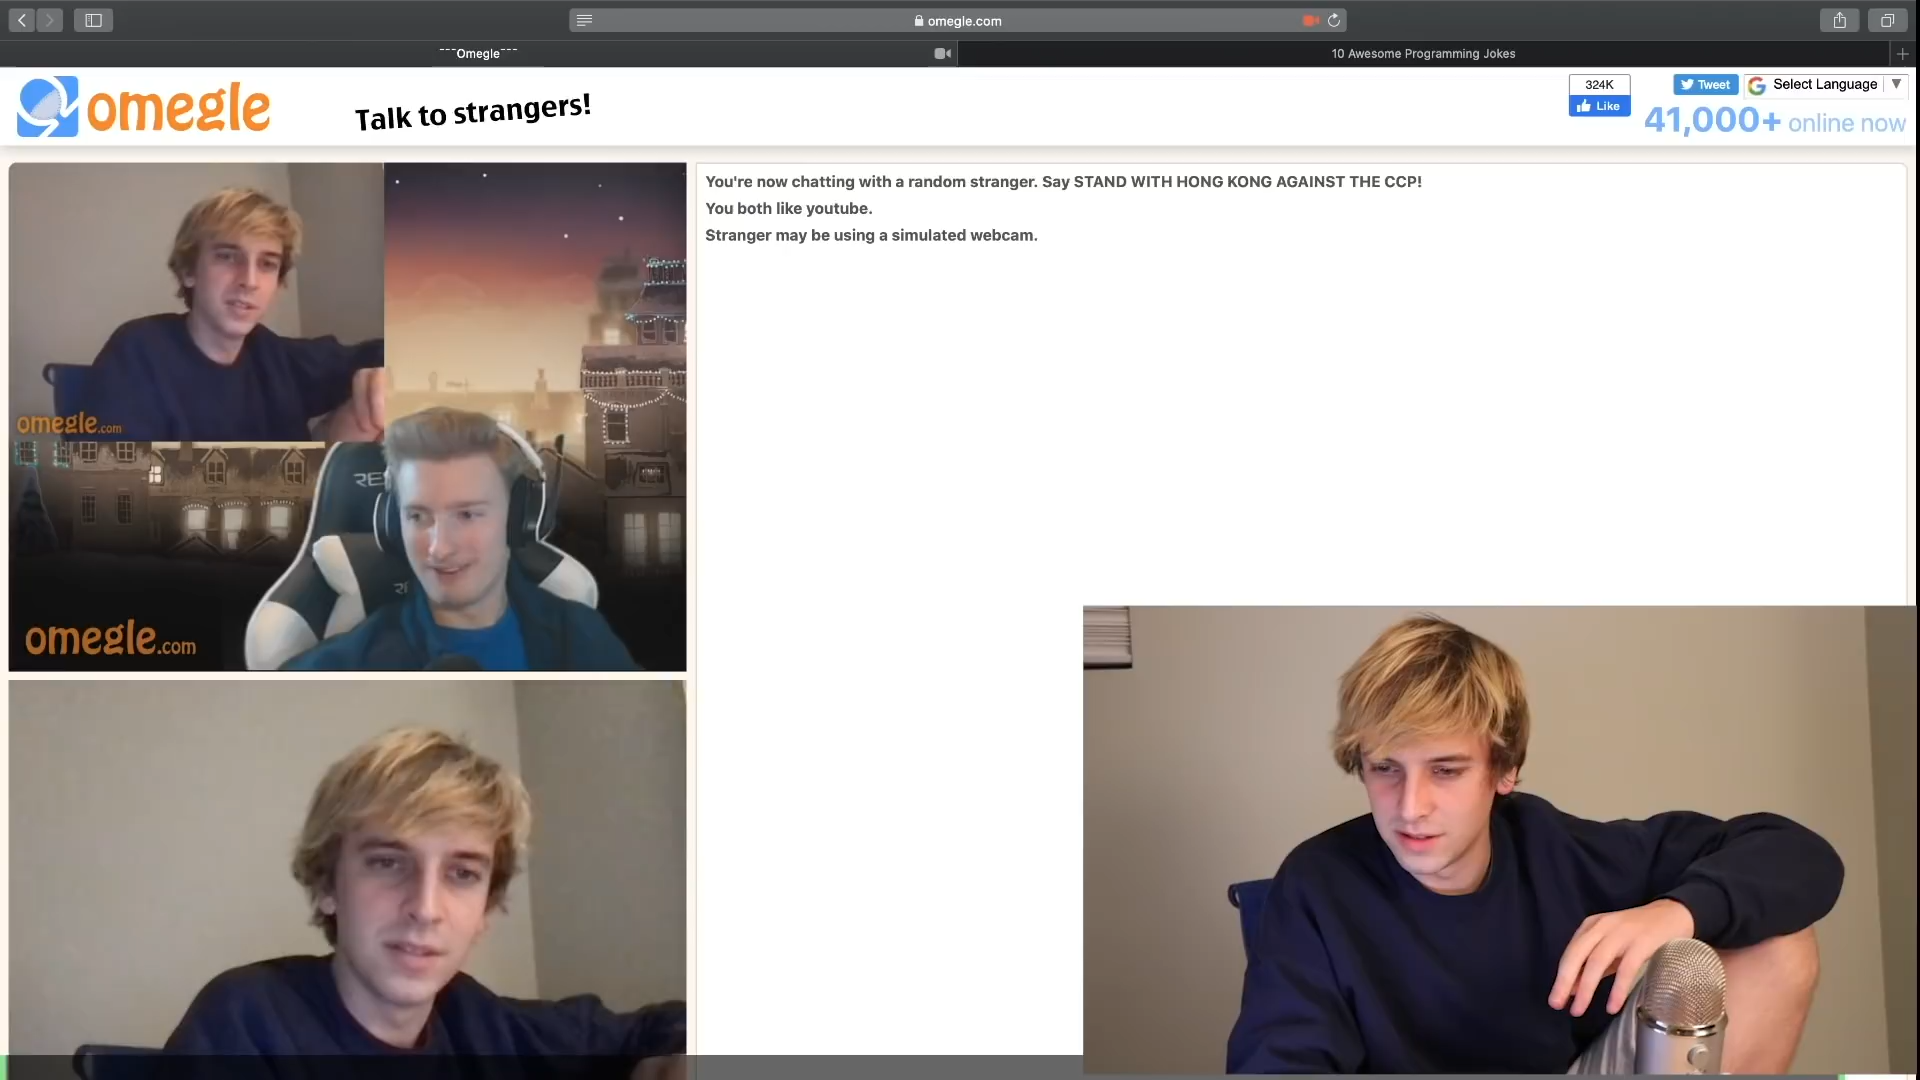 omegle.com
---Omegle---
10 Awesome Programming Jokes
omegle
Talk to strangers!
324K
Like
Tweet
Select Language
41,000+ online now
You're now chatting with a random stranger. Say STAND WITH HONG KONG AGAINST THE CCP!
You both like youtube.
Stranger may be using a simulated webcam.
omegle.com
omegle.com